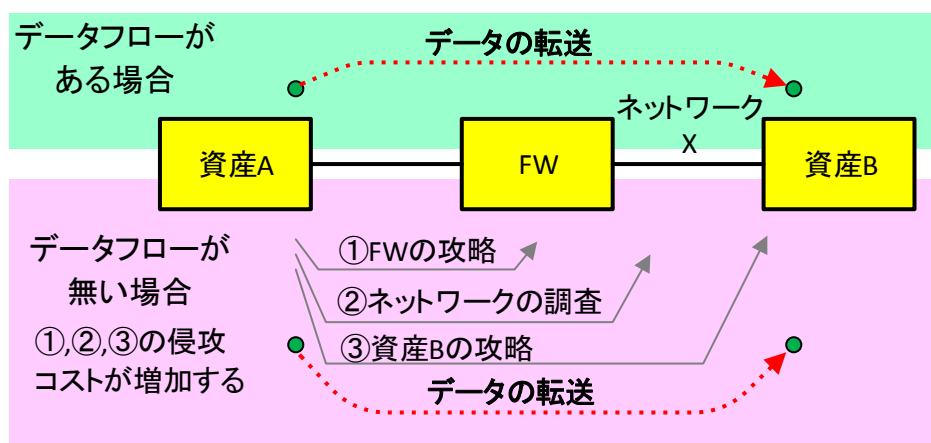 データフローが
ある場合
データの転送
ネットワーク
X
資産A
FW
資産B
データフローが
無い場合
①,②,③の侵攻
コストが増加する
①FWの攻略
②ネットワークの調査
③資産Bの攻略
データの転送